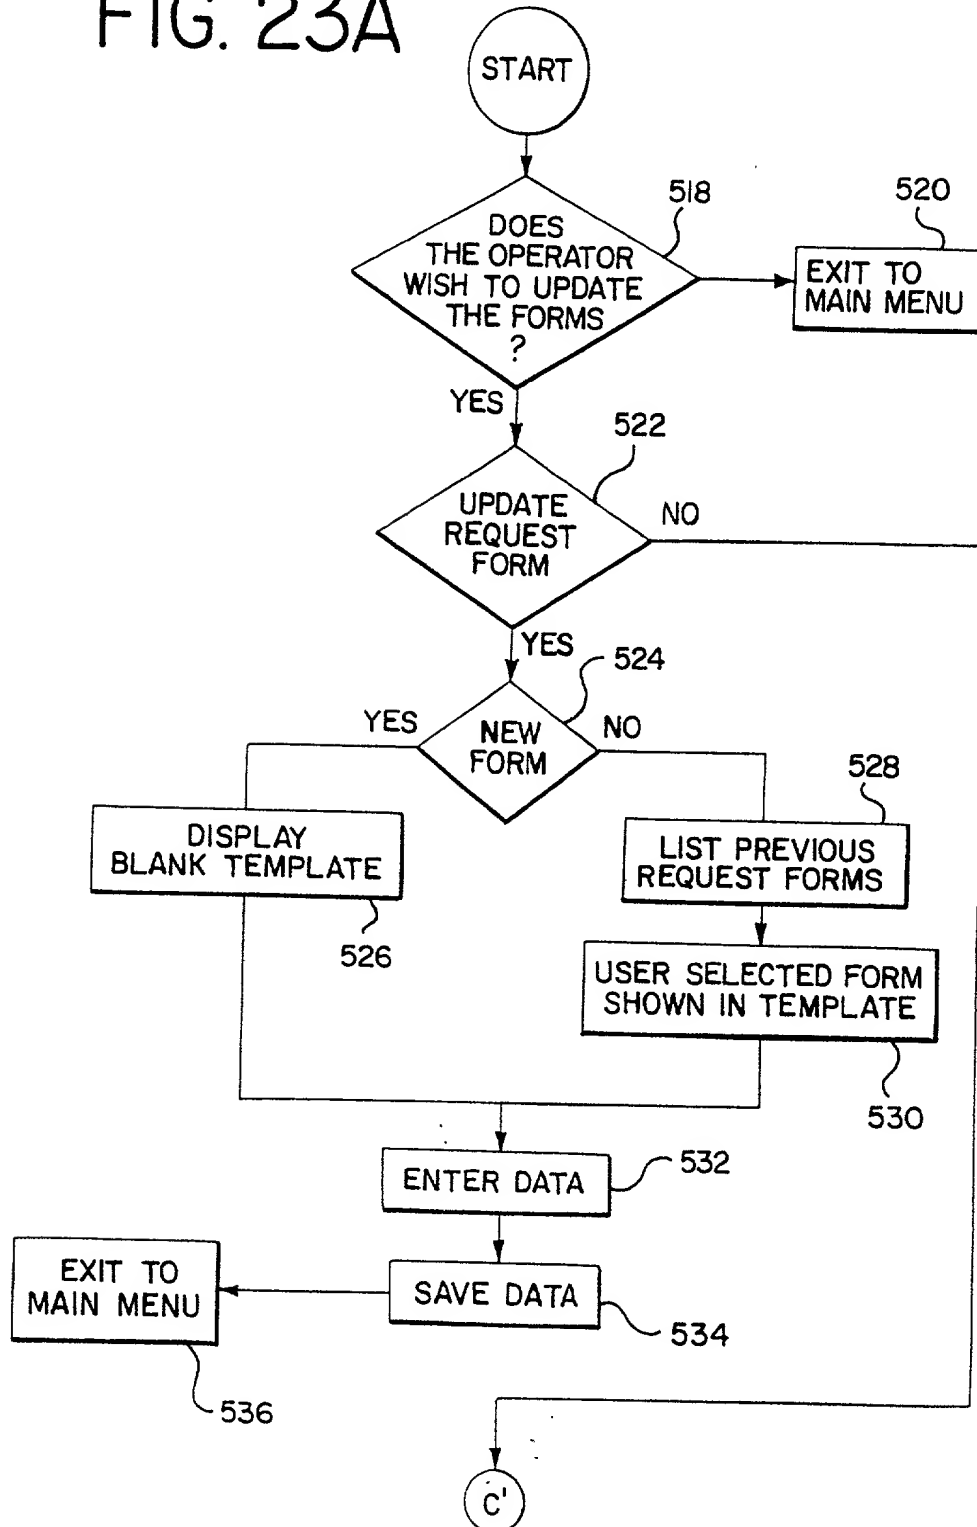 FIG. 23A
START
518
520
DOES
THE OPERATOR
WISH TO UPDATE
THE FORMS
?
EXIT TO
MAIN MENU
YES
522
UPDATE
REQUEST
FORM
NO
YES
524
YES
NEW
FORM
NO
528
DISPLAY
BLANK TEMPLATE
LIST PREVIOUS
REQUEST FORMS
526
USER SELECTED FORM
SHOWN IN TEMPLATE
530
ENTER DATA
532
EXIT TO
MAIN MENU
SAVE DATA
534
536
C'